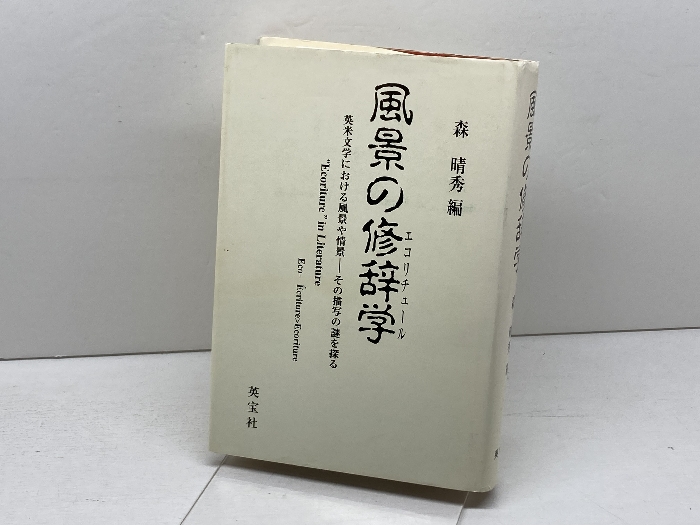 森 晴秀 編
風景の修辞学
エコリチュール
英米文学における風景や情景―その描写の謎を探る
"Ecoriture" in Literature
Eco Écriture>Ecoriture
英宝社
風景の修辞学